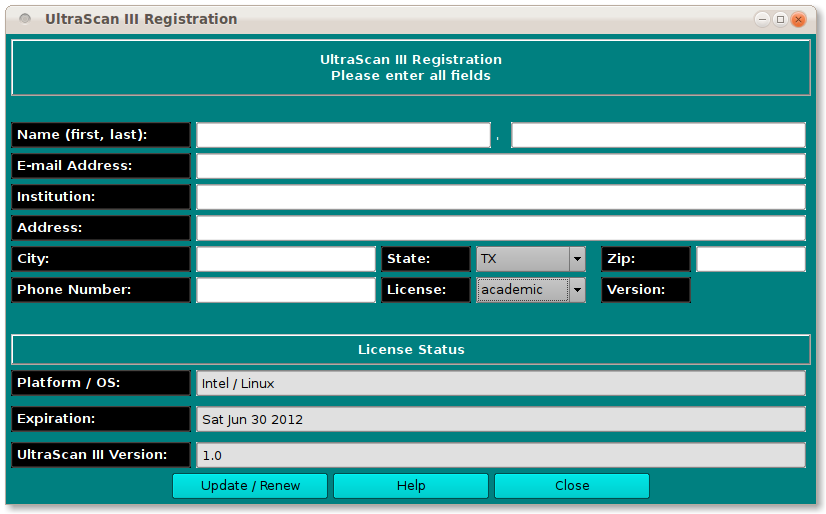 UltraScan III Registration
UltraScan III Registration
Please enter all fields
Name (first, last): ,
E-mail Address:
Institution:
Address:
City: State: TX Zip:
Phone Number: License: academic Version:
License Status
Platform / OS: Intel / Linux
Expiration: Sat Jun 30 2012
UltraScan III Version: 1.0
Update / Renew Help Close